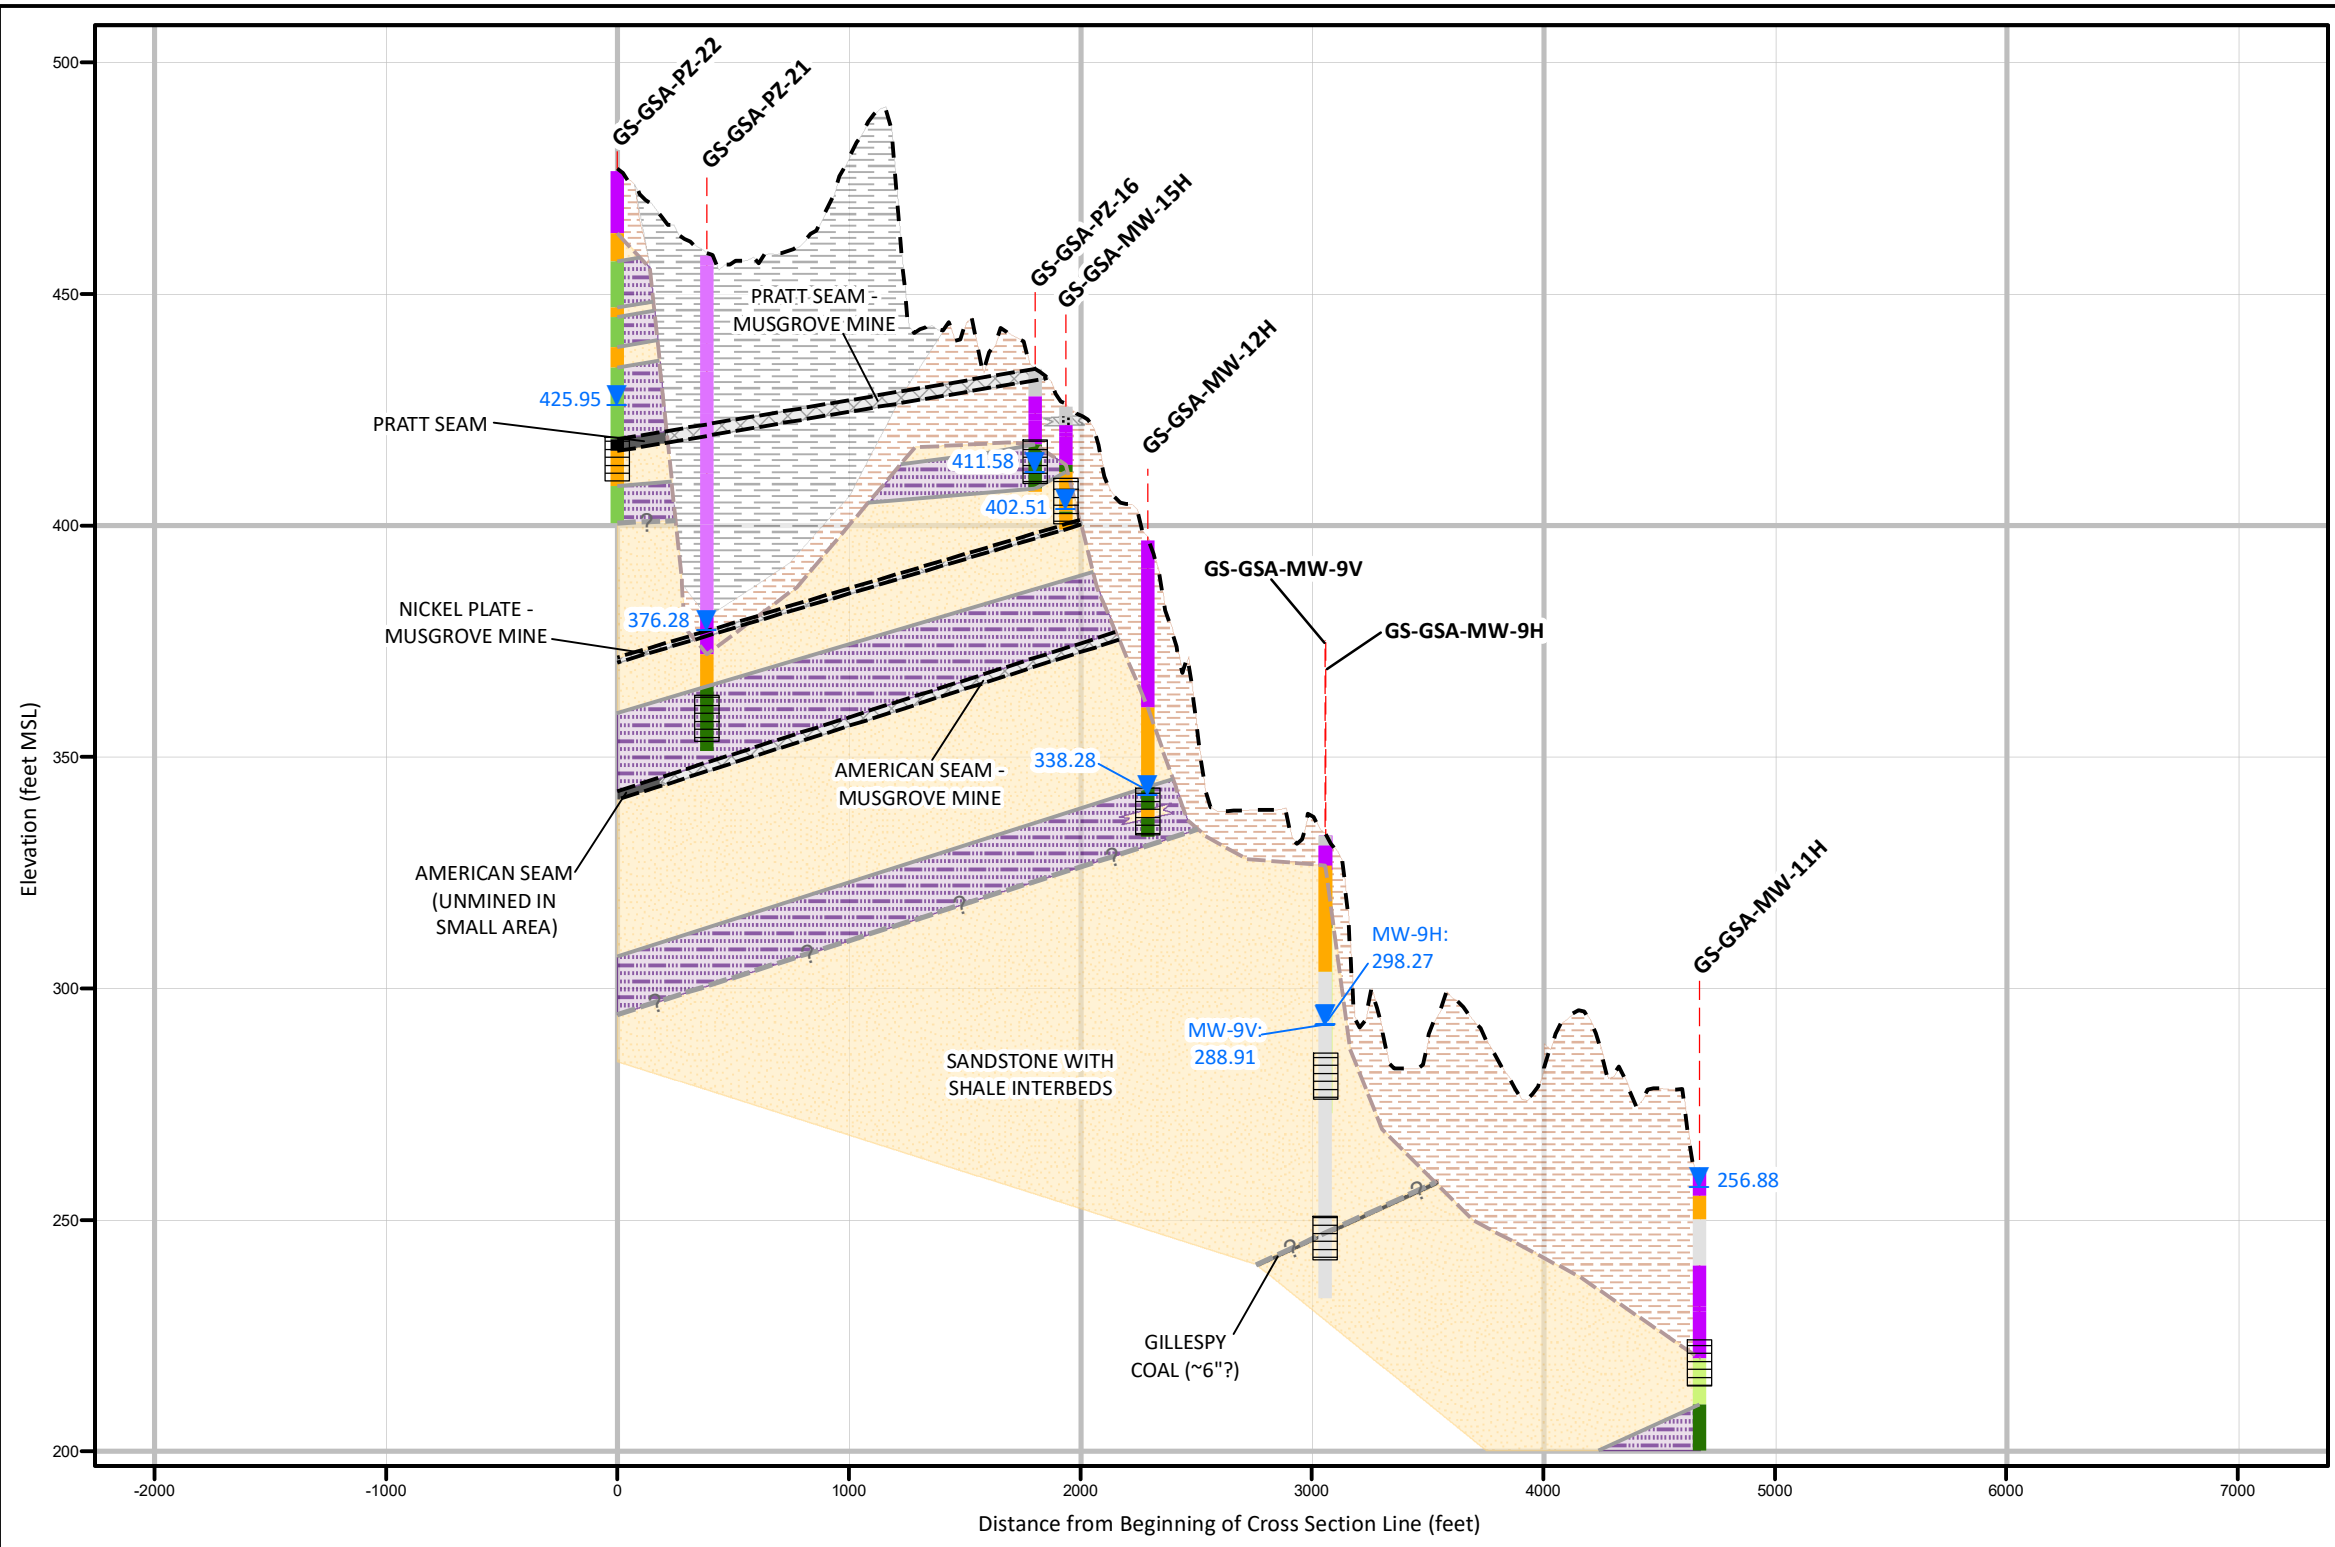 GS-GSA-PZ-22
GS-GSA-PZ-21
GS-GSA-PZ-16
GS-GSA-MW-15H
GS-GSA-MW-12H
GS-GSA-MW-9V
GS-GSA-MW-9H
GS-GSA-MW-11H
500
450
400
350
300
250
200
Elevation (feet MSL)
PRATT SEAM -
MUSGROVE MINE
425.95
PRATT SEAM
411.58
402.51
NICKEL PLATE -
MUSGROVE MINE
376.28
AMERICAN SEAM -
MUSGROVE MINE
338.28
AMERICAN SEAM
(UNMINED IN
SMALL AREA)
MW-9H:
298.27
MW-9V:
288.91
SANDSTONE WITH
SHALE INTERBEDS
256.88
GILLESPY
COAL (~6"?)
?
?
?
?
?
?
?
-2000
-1000
0
1000
2000
3000
4000
5000
6000
7000
Distance from Beginning of Cross Section Line (feet)